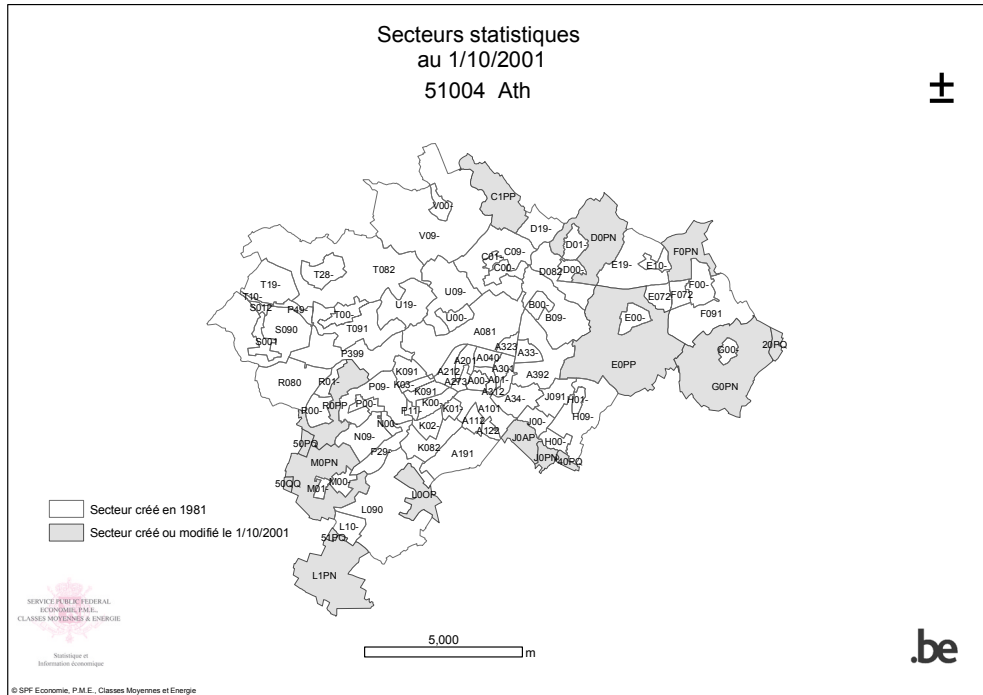 Secteurs statistiques
au 1/10/2001
51004 Ath
±
C1PP
V00-
V09-
D19-
D01-
D0PN
C09-
C01-
C00-
D082
D00-
E19-
E10-
F0PN
T28-
T082
T19-
T10-
S012
P49-
U19-
U09-
U00-
T00-
T091
S090
S001
B00-
B09-
E072
F072
F00-
F091
E00-
A081
A323
A33-
P399
R080
R01-
K091
A201
A040
A212
A301
A392
E0PP
G00-
20PQ
G0PN
K03-
K091
A273
A00-
A01-
A312
A34-
J091
H01-
P09-
P00-
R00-
R0PP
P11-
K00-
K01-
A101
H09-
N00-
K02-
A112
A122
J00-
J0AP
H00-
50PQ
N09-
P29-
K082
A191
J0PN
40PQ
M0PN
50QQ
M01-
M00-
L0OP
L090
L10-
51PQ
L1PN
Secteur créé en 1981
Secteur créé ou modifié le 1/10/2001
SERVICE PUBLIC FEDERAL
ECONOMIE, P.M.E.,
CLASSES MOYENNES & ENERGIE
Statistique et
Information économique
5,000
m
.be
© SPF Economie, P.M.E., Classes Moyennes et Energie